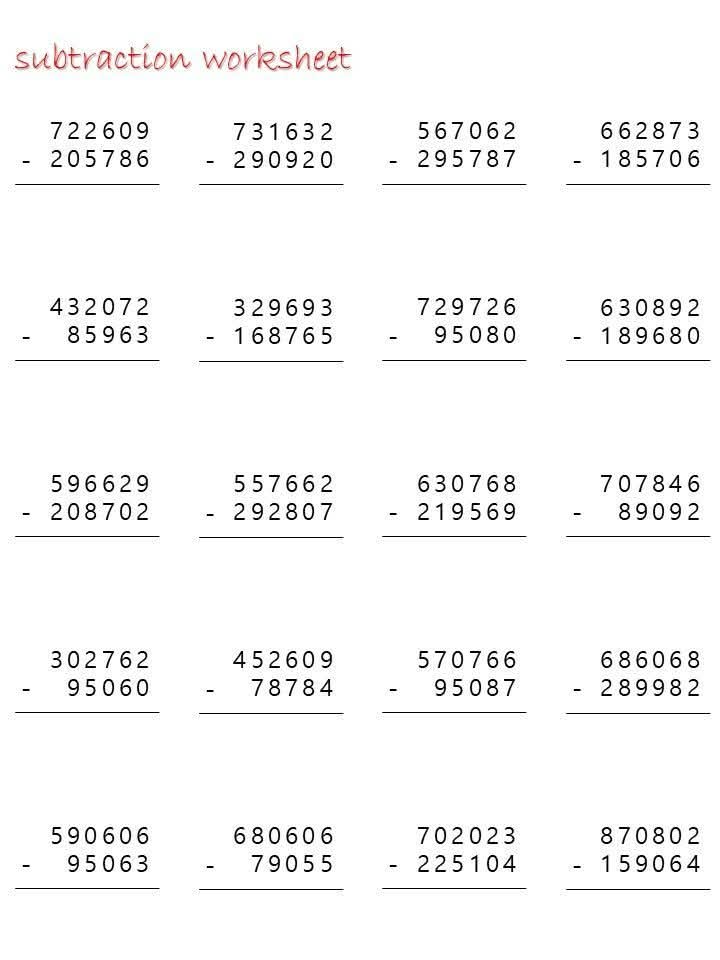 subtraction worksheet
722609 731632 567062 662873
- 205786 - 290920 - 295787 - 185706
432072 329693 729726 630892
- 85963 - 168765 - 95080 - 189680
596629 557662 630768 707846
- 208702 - 292807 - 219569 - 89092
302762 452609 570766 686068
- 95060 - 78784 - 95087 - 289982
590606 680606 702023 870802
- 95063 - 79055 - 225104 - 159064